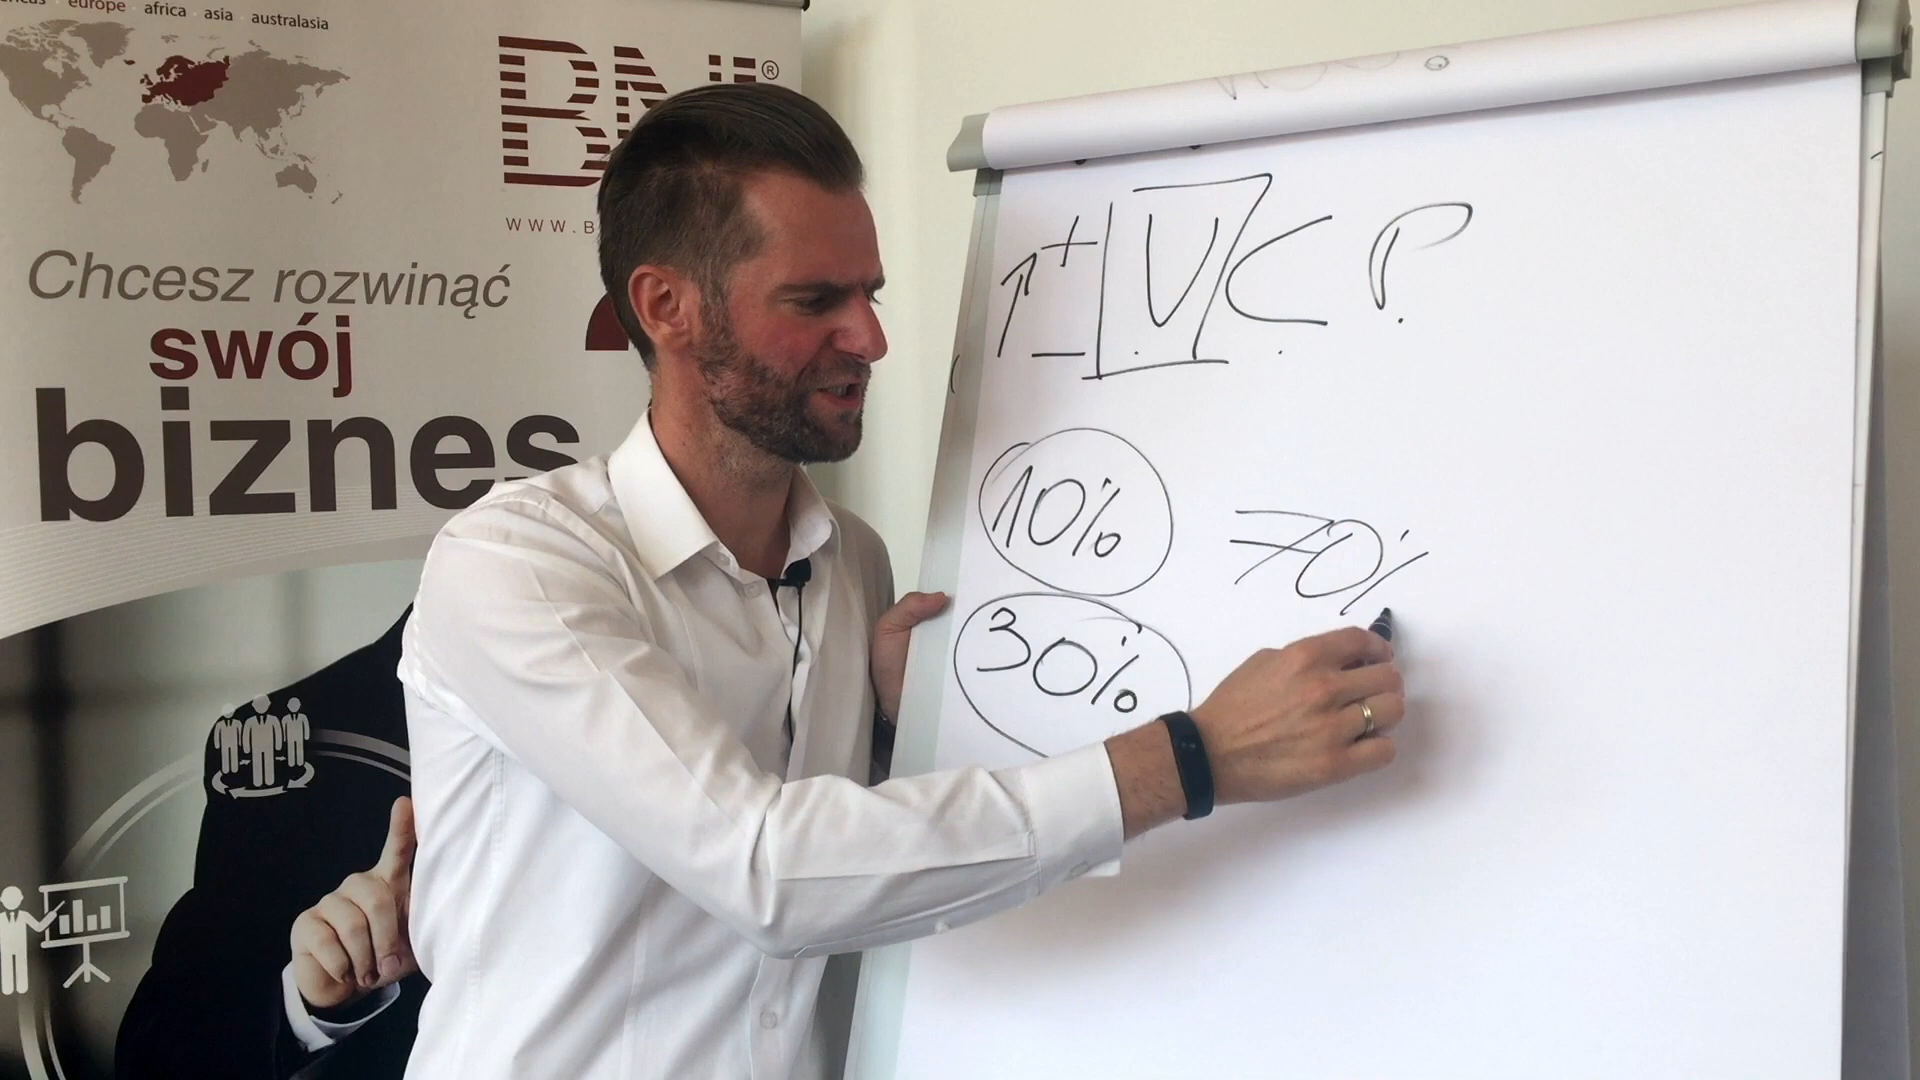 europe africa asia australasia
BNI®
WWW.B
Chcesz rozwinąć
swój
biznes
V. C. P.
10%
70%
30%